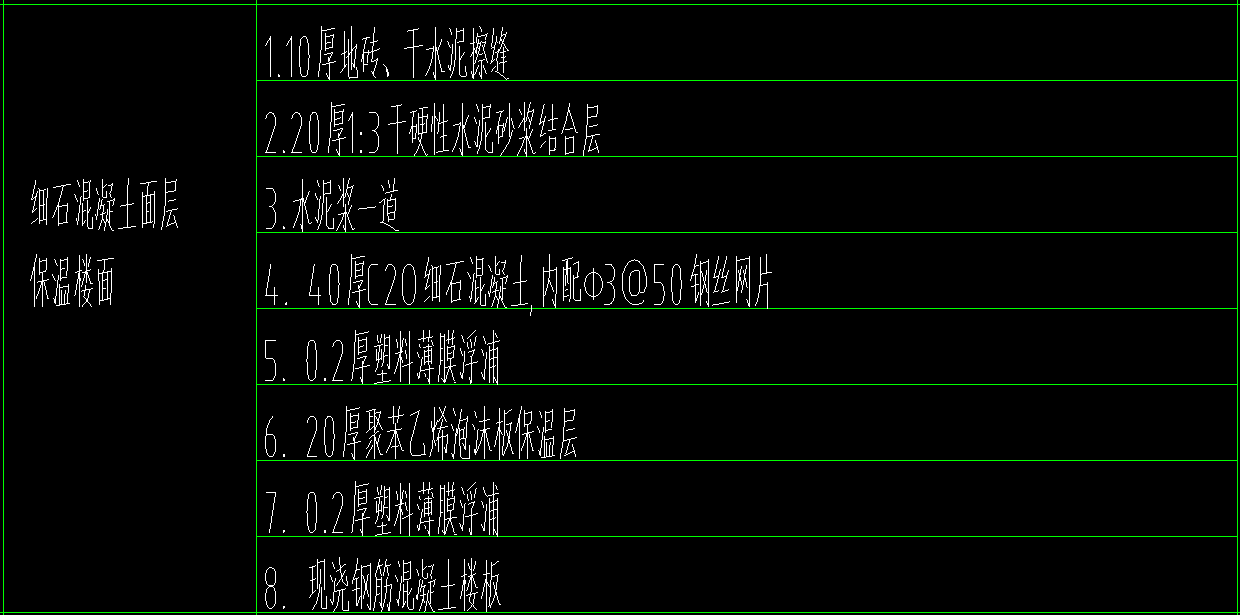 1.10厚地砖、干水泥擦缝
2.20厚1:3干硬性水泥砂浆结合层
细石混凝土面层
3.水泥浆一道
保温楼面
4. 40厚C20细石混凝土,内配Φ3@50钢丝网片
5. 0.2厚塑料薄膜浮浦
6. 20厚聚苯乙烯泡沫板保温层
7. 0.2厚塑料薄膜浮浦
8. 现浇钢筋混凝土楼板